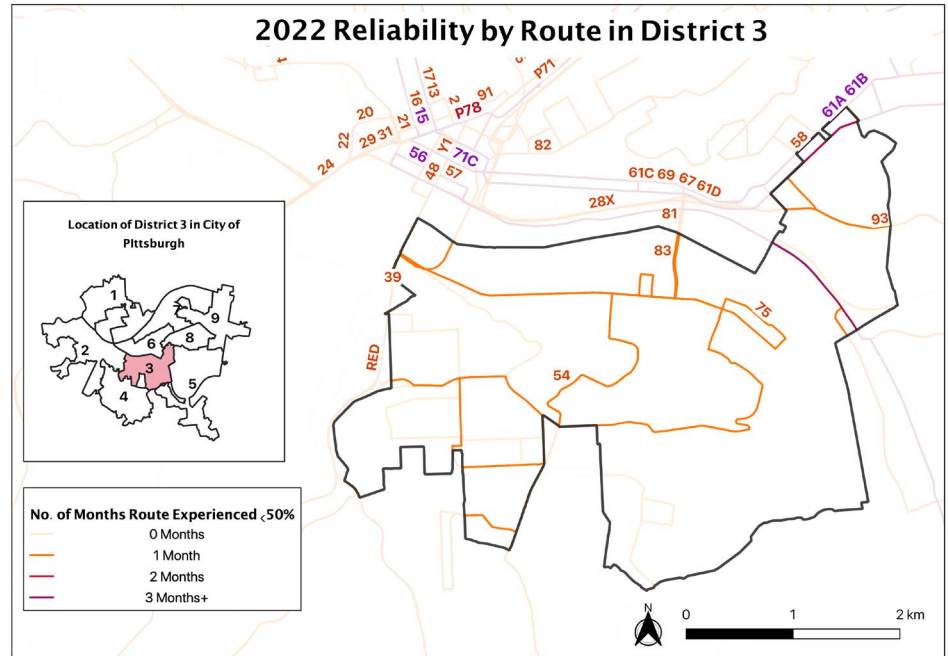 2022 Reliability by Route in District 3
1713
P71
16
15
2
91
P78
20
21
22
29 31
24
56
Y1
71C
48
57
82
61A 61B
58
61C 69 67 61D
28X
81
93
83
39
75
RED
54
Location of District 3 in City of
PIttsburgh
1
9
2
6
8
3
4
5
No. of Months Route Experienced <50%
0 Months
1 Month
2 Months
3 Months+
N
0 1 2 km